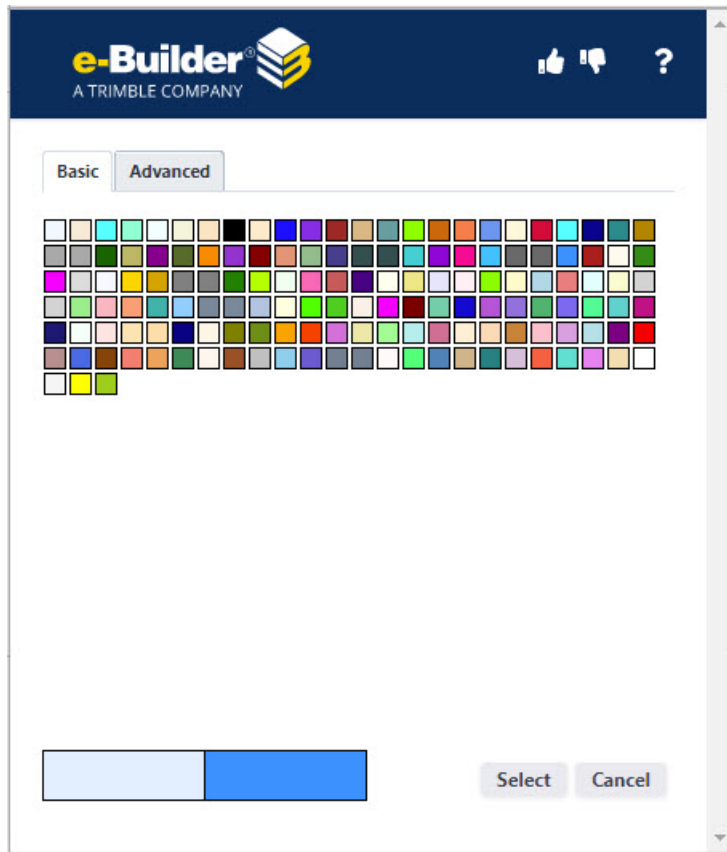 e-Builder®
A TRIMBLE COMPANY
?
Basic Advanced
Select Cancel